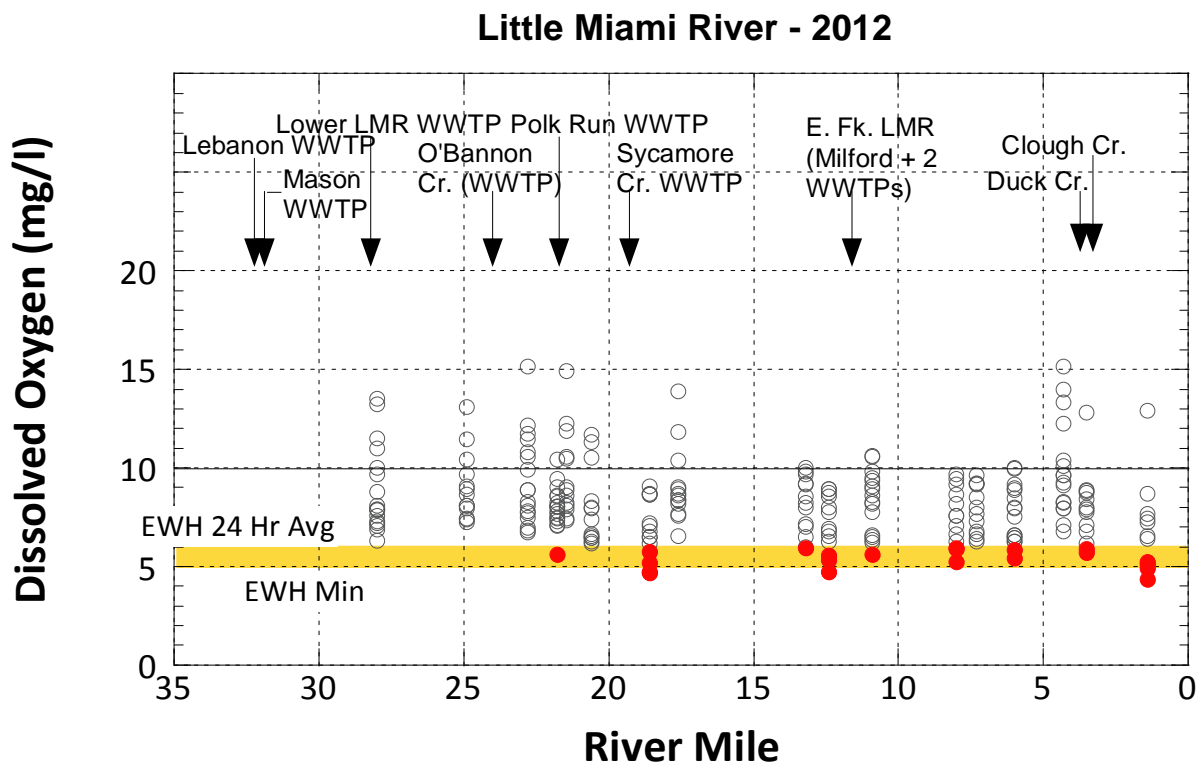 Little Miami River - 2012
Dissolved Oxygen (mg/l)
Lower LMR WWTP
Polk Run WWTP
Lebanon WWTP
_Mason
WWTP
O'Bannon
Cr. (WWTP)
Sycamore
Cr. WWTP
E. Fk. LMR
(Milford + 2
WWTPs)
Clough Cr.
Duck Cr.
20
15
10
5
0
EWH 24 Hr Avg
EWH Min
35 30 25 20 15 10 5 0
River Mile